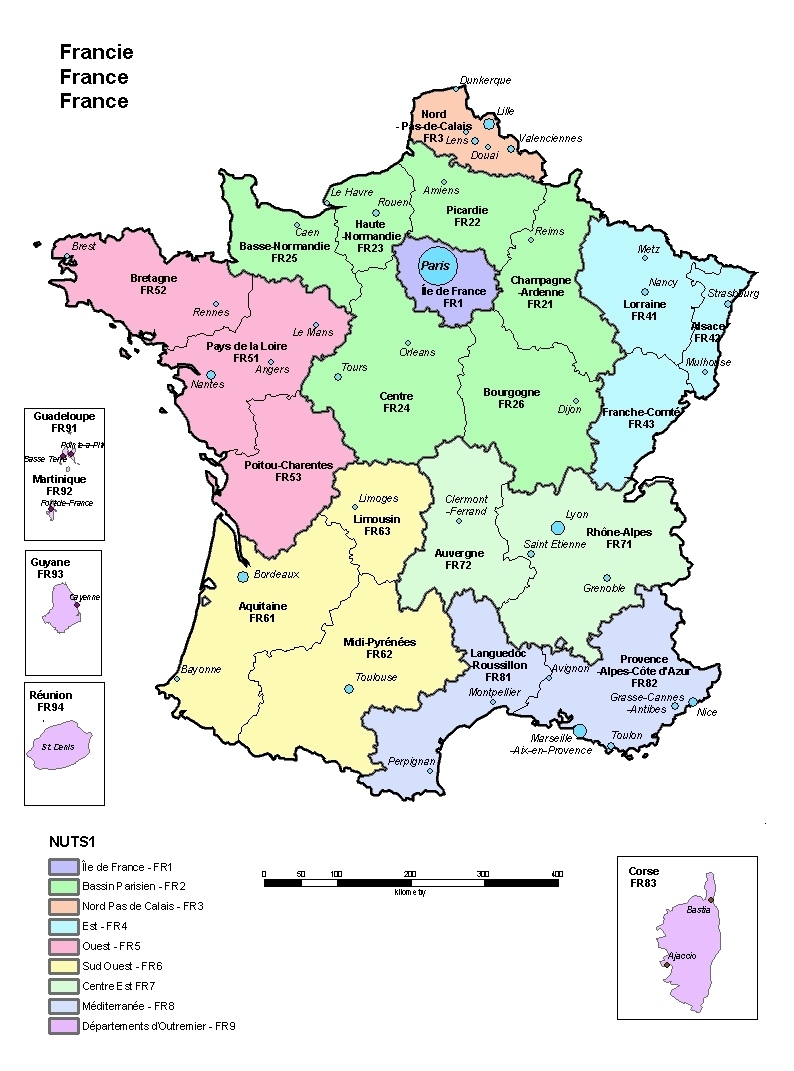 Francie
France
France
Dunkerque
Nord
- Pas-de-Calais
FR3
Lille
Lens
Valenciennes
Douai
Le Havre
Rouen
Amiens
Picardie
FR22
Haute
-Normandie
FR23
Caen
Basse-Normandie
FR25
Reims
Paris
Île de France
FR1
Champagne
-Ardenne
FR21
Metz
Nancy
Lorraine
FR41
Strasbourg
Alsace
FR42
Mulhouse
Brest
Bretagne
FR52
Rennes
Le Mans
Pays de la Loire
FR51
Angers
Nantes
Orleans
Tours
Centre
FR24
Bourgogne
FR26
Dijon
Franche-Comté
FR43
Poitou-Charentes
FR53
Limoges
Limousin
FR63
Clermont
-Ferrand
Auvergne
FR72
Lyon
Rhône-Alpes
FR71
Saint Etienne
Grenoble
Bordeaux
Aquitaine
FR61
Midi-Pyrénées
FR62
Toulouse
Bayonne
Languedoc
Roussillon
FR81
Montpellier
Avignon
Provence
-Alpes-Côte d'Azur
FR82
Grasse-Cannes
-Antibes
Nice
Marseille
-Aix-en-Provence
Toulon
Perpignan
Guadeloupe
FR91
Pointe-a-Pitr
Basse Terre
Martinique
FR92
Fort-de-France
Guyane
FR93
Cayenne
Réunion
FR94
St. Denis
NUTS1
Île de France - FR1
Bassin Parisien - FR2
Nord Pas de Calais - FR3
Est - FR4
Ouest - FR5
Sud Ouest - FR6
Centre Est FR7
Méditerranée - FR8
Départements d'Outremier - FR9
0 50 100 200 300 400
kilometry
Corse
FR83
Bastia
Ajaccio